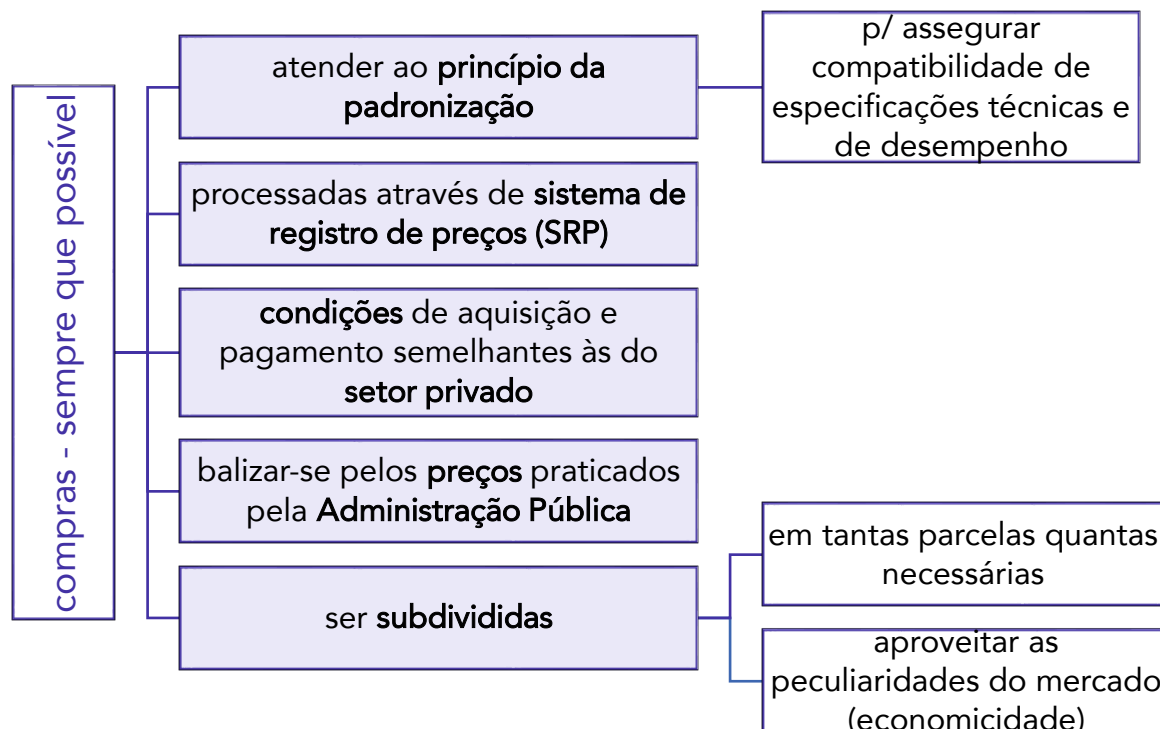 compras - sempre que possível
atender ao princípio da
padronização
p/ assegurar
compatibilidade de
especificações técnicas e
de desempenho
processadas através de sistema de
registro de preços (SRP)
condições de aquisição e
pagamento semelhantes às do
setor privado
balizar-se pelos preços praticados
pela Administração Pública
ser subdivididas
em tantas parcelas quantas
necessárias
aproveitar as
peculiaridades do mercado
(economicidade)